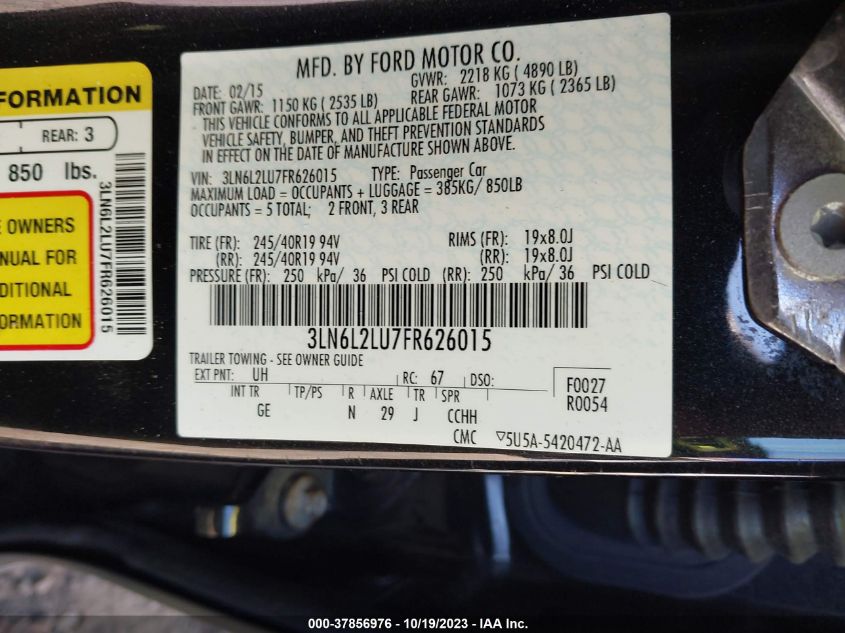 FORMATION
REAR: 3
850 lbs.
OWNERS
NUAL FOR
DITIONAL
FORMATION
3LN6L2LU7FR626015
MFD. BY FORD MOTOR CO.
DATE: 02/15 GVWR: 2218 KG ( 4890 LB)
FRONT GAWR: 1150 KG ( 2535 LB) REAR GAWR: 1073 KG ( 2365 LB)
THIS VEHICLE CONFORMS TO ALL APPLICABLE FEDERAL MOTOR
VEHICLE SAFETY, BUMPER, AND THEFT PREVENTION STANDARDS
IN EFFECT ON THE DATE OF MANUFACTURE SHOWN ABOVE.
VIN: 3LN6L2LU7FR626015 TYPE: Passenger Car
MAXIMUM LOAD = OCCUPANTS + LUGGAGE = 385KG/ 850LB
OCCUPANTS = 5 TOTAL; 2 FRONT, 3 REAR
TIRE (FR): 245/40R19 94V RIMS (FR): 19x8.0J
(RR): 245/40R19 94V (RR): 19x8.0J
PRESSURE (FR): 250 kPa/ 36 PSI COLD (RR): 250 kPa/ 36 PSI COLD
3LN6L2LU7FR626015
TRAILER TOWING - SEE OWNER GUIDE
EXT PNT: UH RC: 67 DSO: F0027
INT TR TP/PS R AXLE TR SPR R0054
GE N 29 J CCHH
CMC ▽5U5A-5420472-AA
000-37856976 - 10/19/2023 - IAA Inc.